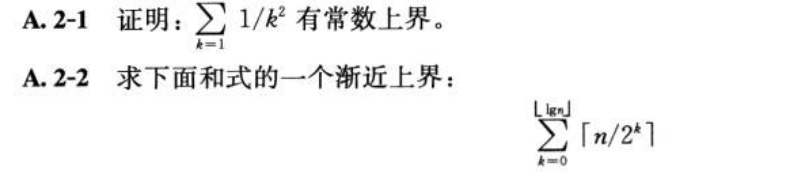 A. 2-1 证明：∑_{k=1} 1/k² 有常数上界。
A. 2-2 求下面和式的一个渐近上界：
∑_{k=0}^{⌊lgn⌋} ⌈n/2^k⌉